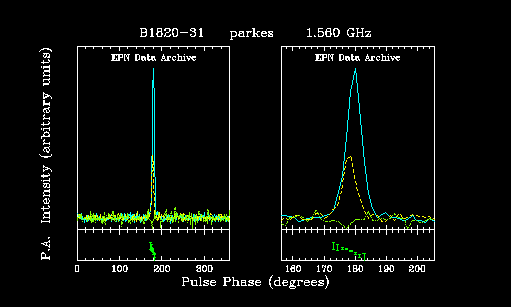 B1820-31 parkes 1.560 GHz
EPN Data Archive EPN Data Archive
P.A. Intensity (arbitrary units)
0 100 200 300 160 170 180 190 200
Pulse Phase (degrees)